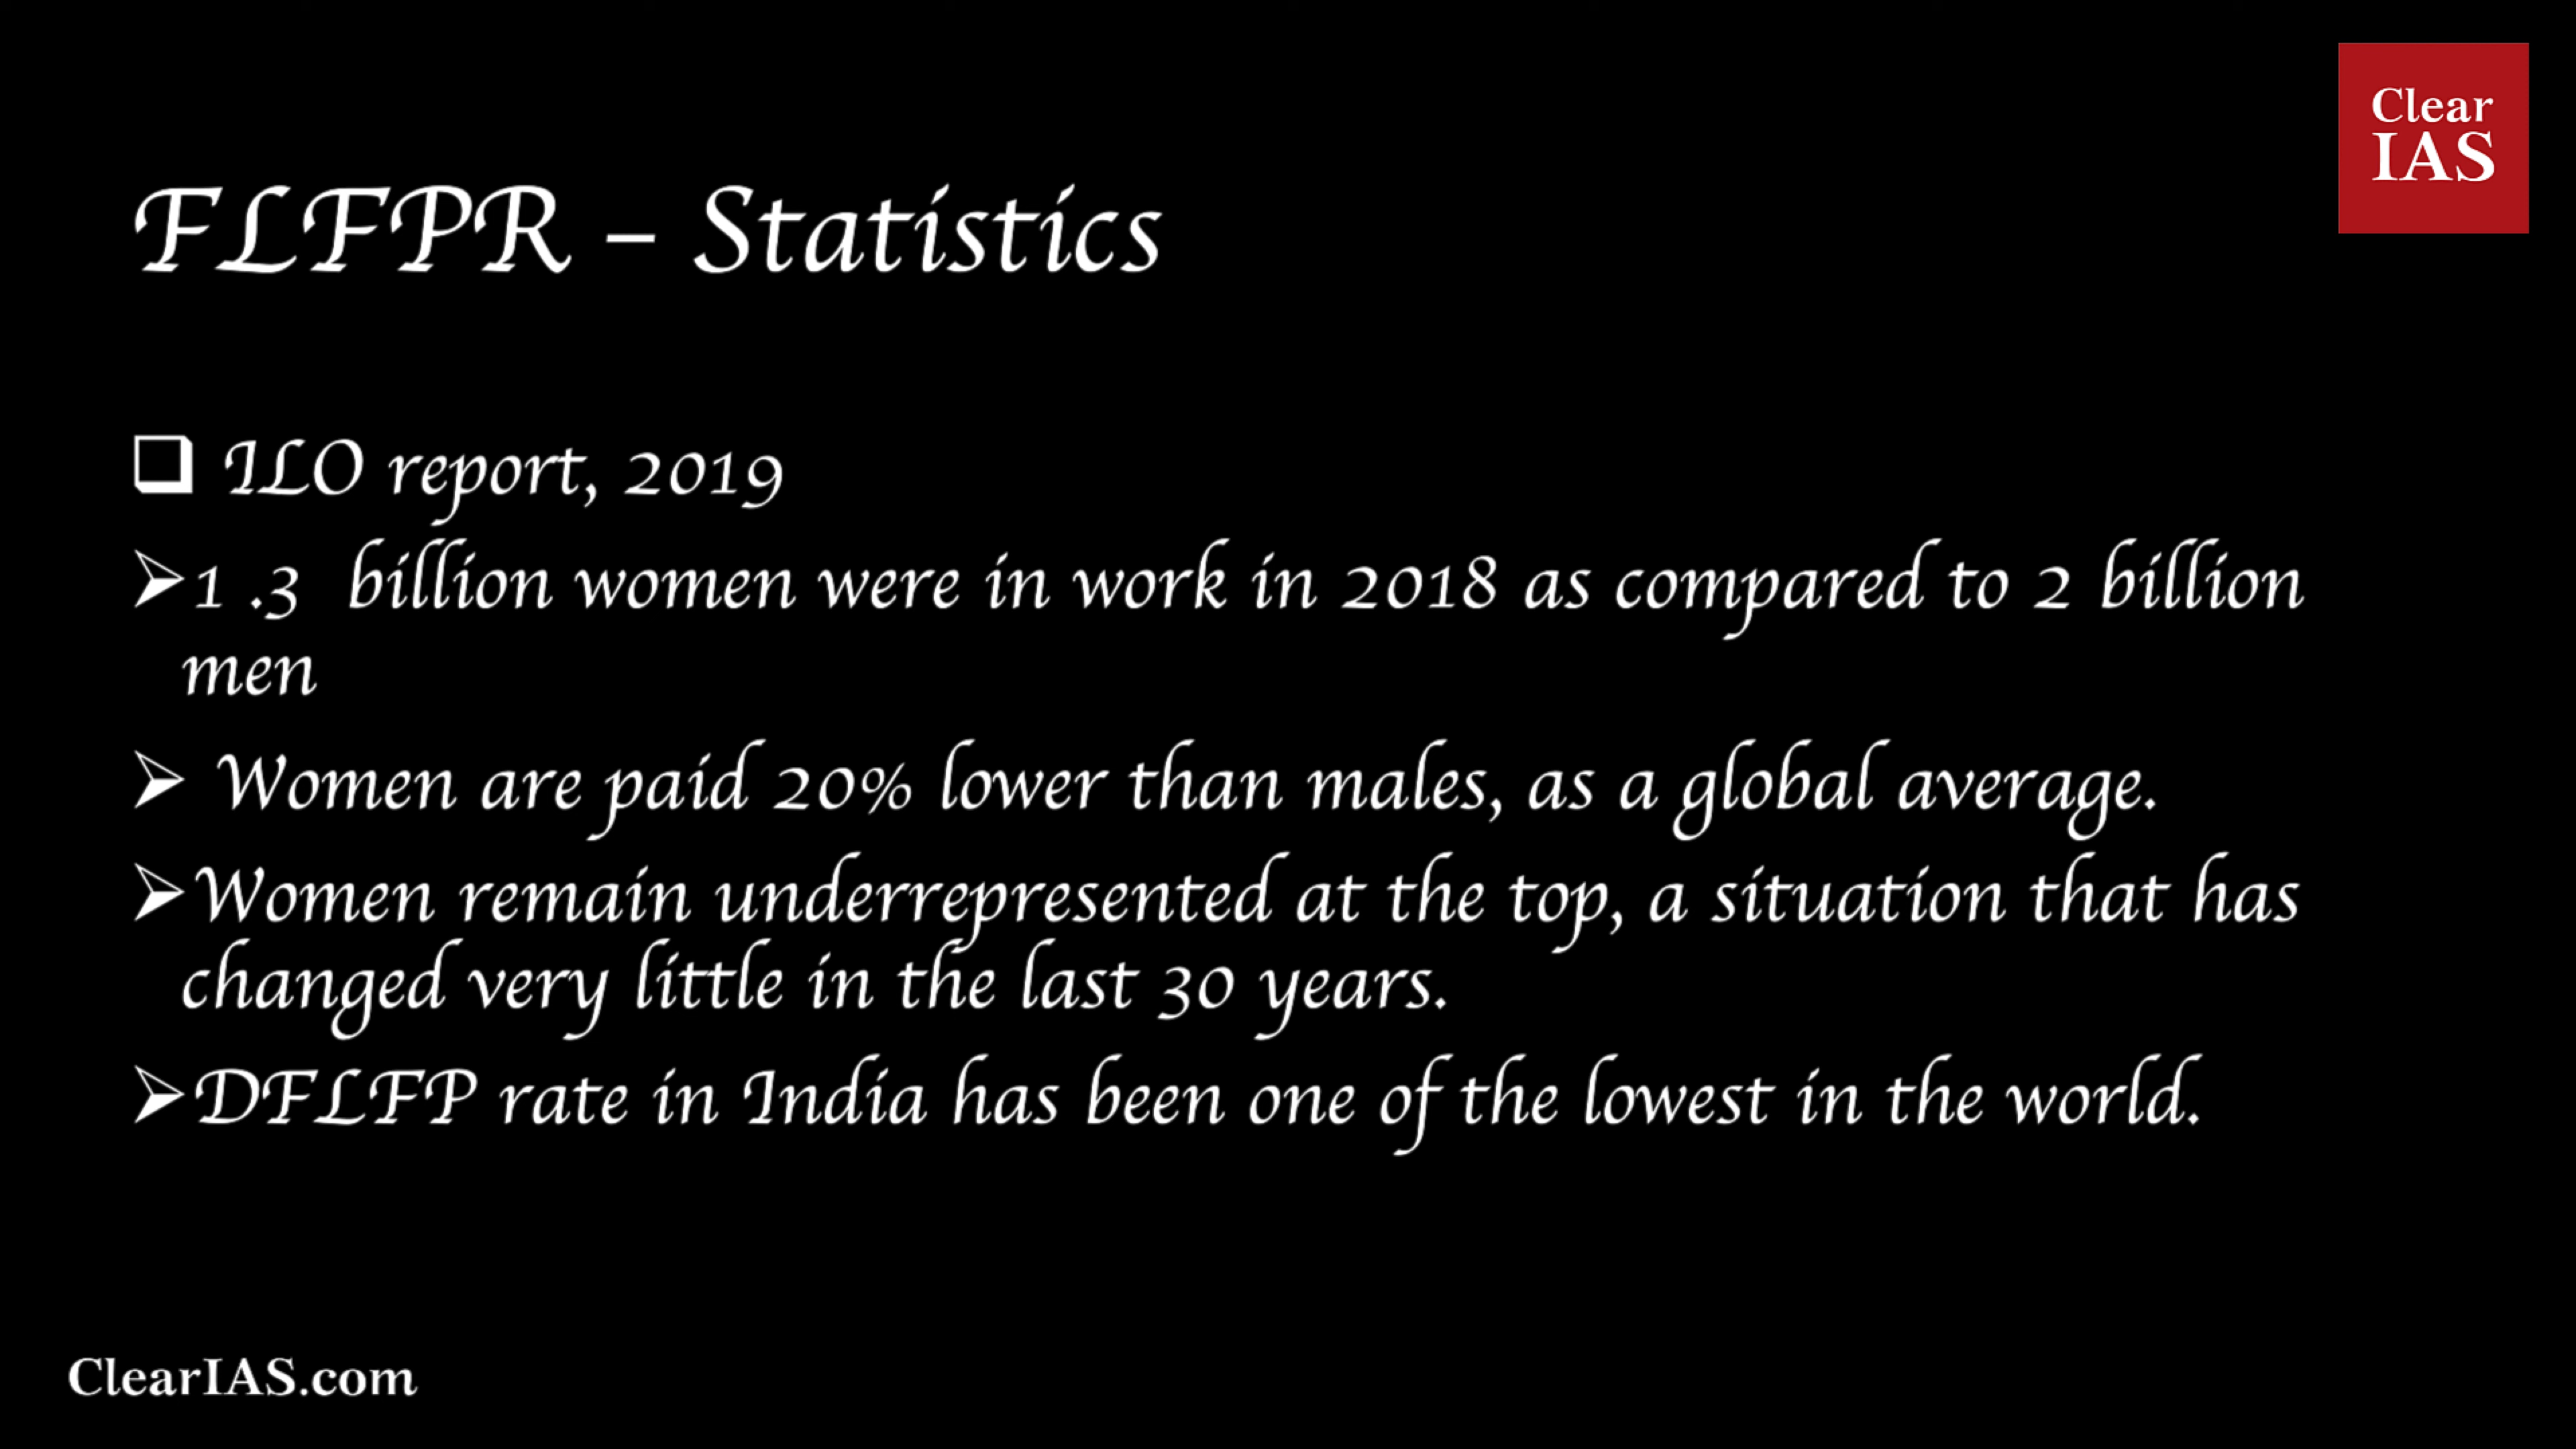 Clear
IAS
FLFPR – Statistics
❑ ILO report, 2019
➢1 .3 billion women were in work in 2018 as compared to 2 billion
men
➢ Women are paid 20% lower than males, as a global average.
➢Women remain underrepresented at the top, a situation that has
changed very little in the last 30 years.
➢DFLFP rate in India has been one of the lowest in the world.
ClearIAS.com